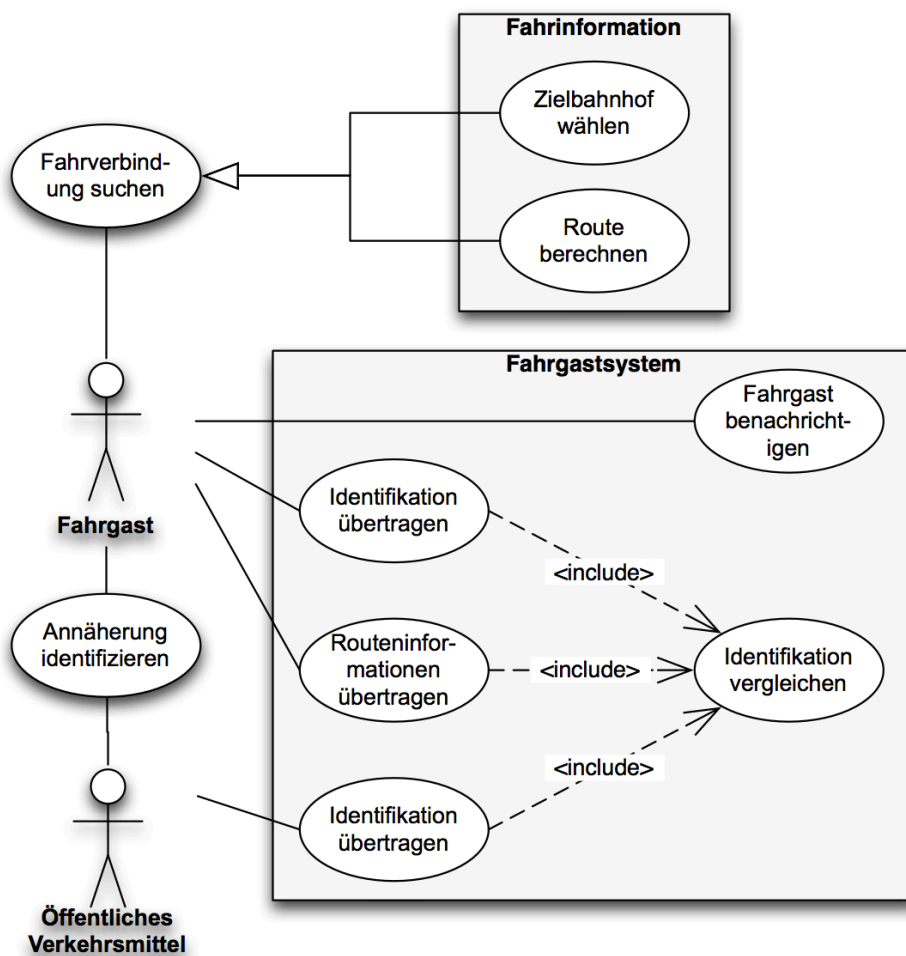 Fahrinformation
Zielbahnhof
wählen
Fahrverbind-
ung suchen
Route
berechnen
Fahrgastsystem
Fahrgast
benachricht-
igen
Identifikation
übertragen
Fahrgast
<include>
Annäherung
identifizieren
Routeninfor-
mationen
übertragen
<include>
Identifikation
vergleichen
<include>
Identifikation
übertragen
Öffentliches
Verkehrsmittel